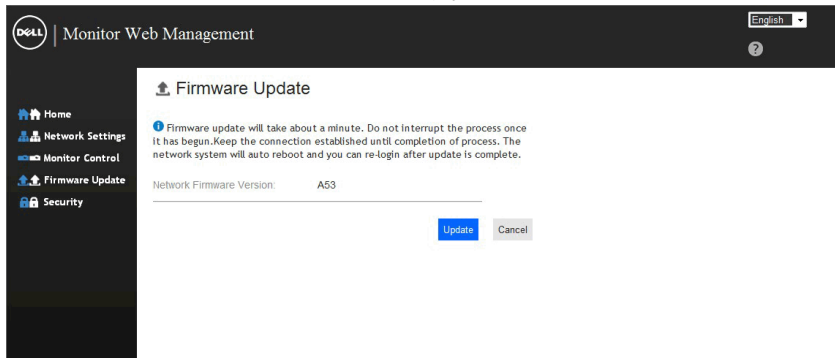 DELL
Monitor Web Management
English
?
Home
Network Settings
Monitor Control
Firmware Update
Security
Firmware Update
Firmware update will take about a minute. Do not interrupt the process once
it has begun.Keep the connection established until completion of process. The
network system will auto reboot and you can re-login after update is complete.
Network Firmware Version: A53
Update Cancel